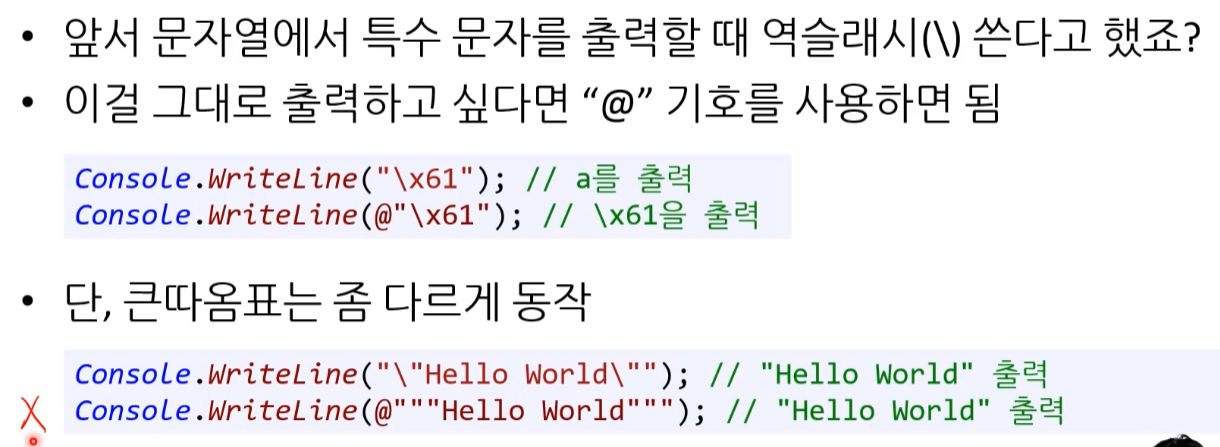 • 앞서 문자열에서 특수 문자를 출력할 때 역슬래시(\) 쓴다고 했죠?
• 이걸 그대로 출력하고 싶다면 “@” 기호를 사용하면 됨
Console.WriteLine("\x61"); // a를 출력
Console.WriteLine(@"\x61"); // \x61을 출력
• 단, 큰따옴표는 좀 다르게 동작
Console.WriteLine("\"Hello World\""); // "Hello World" 출력
Console.WriteLine(@"""Hello World"""); // "Hello World" 출력